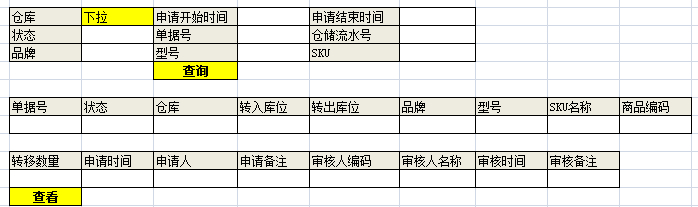 仓库 下拉 申请开始时间 申请结束时间
状态 单据号 仓储流水号
品牌 型号 SKU
查询
单据号 状态 仓库 转入库位 转出库位 品牌 型号 SKU名称 商品编码
转移数量 申请时间 申请人 申请备注 审核人编码 审核人名称 审核时间 审核备注
查看